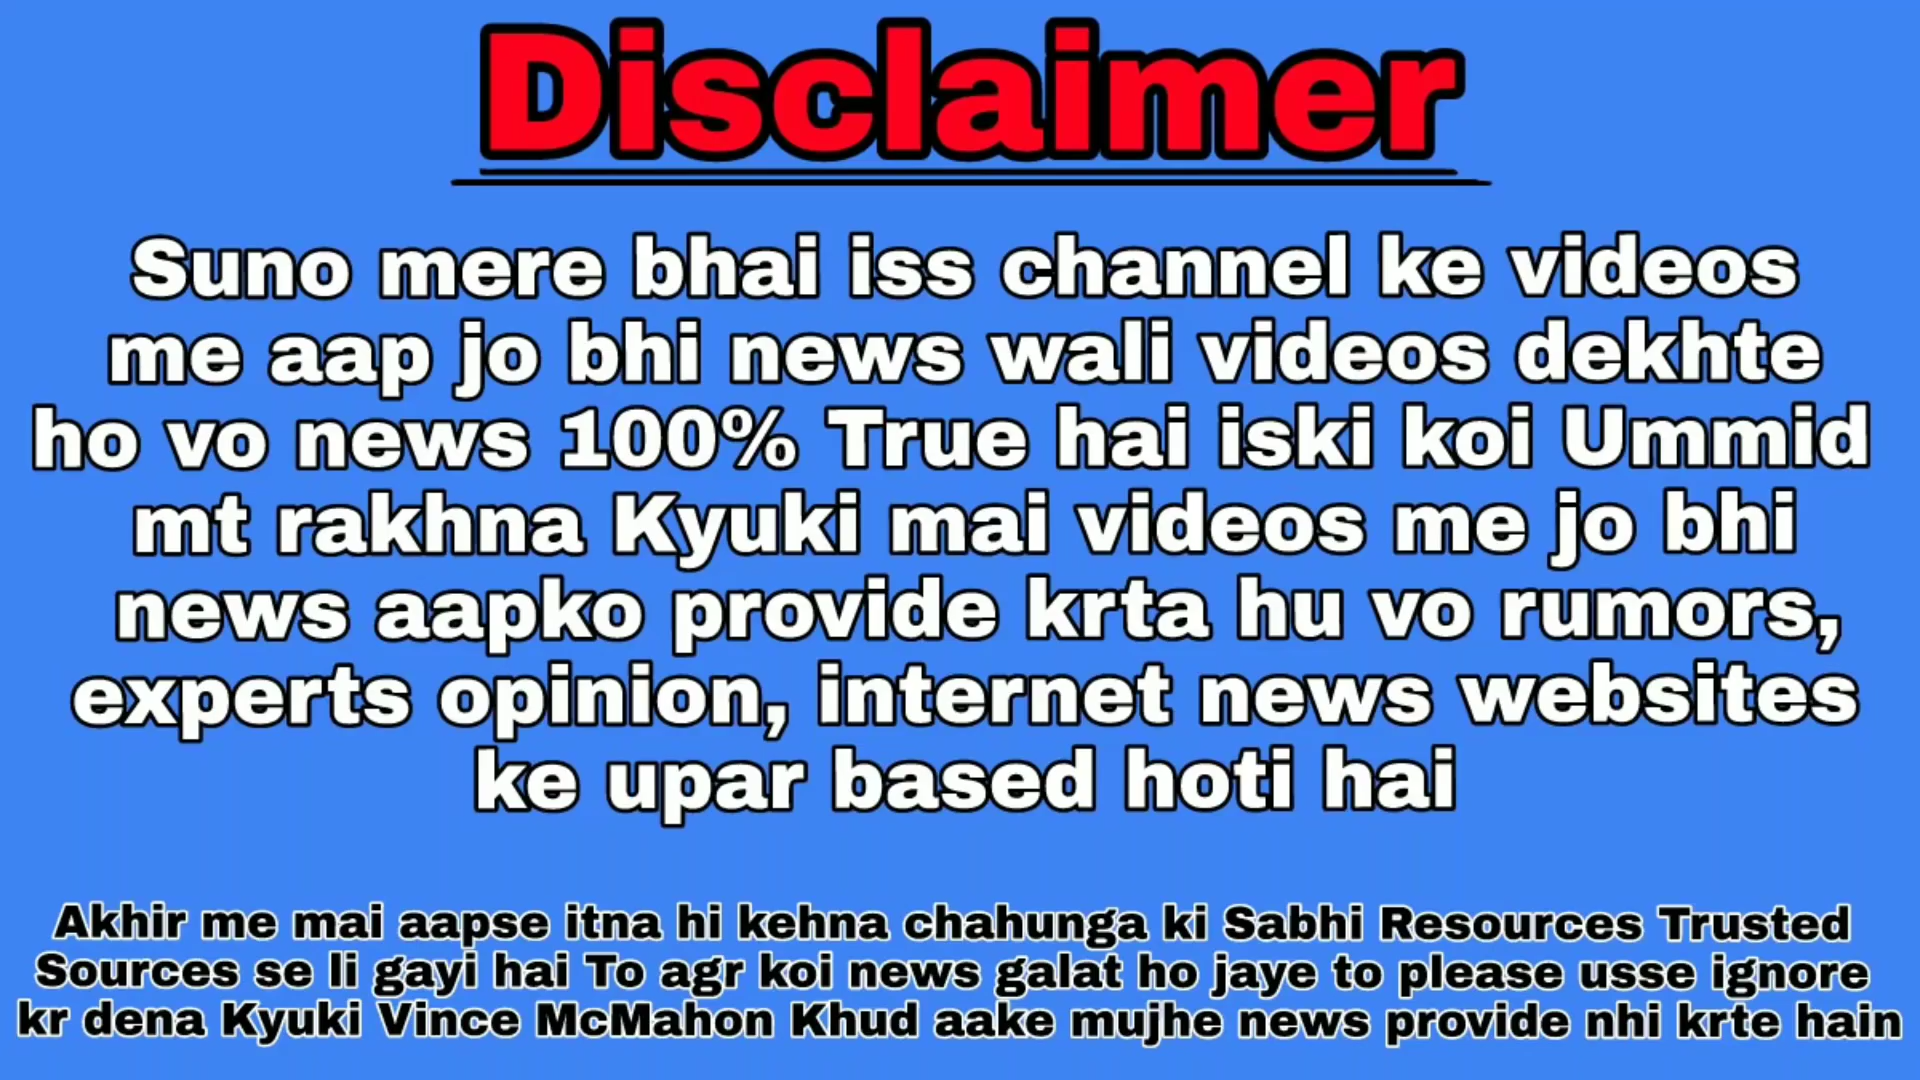 Disclaimer
Suno mere bhai iss channel ke videos
me aap jo bhi news wali videos dekhte
ho vo news 100% True hai iski koi Ummid
mt rakhna Kyuki mai videos me jo bhi
news aapko provide krta hu vo rumors,
experts opinion, internet news websites
ke upar based hoti hai
Akhir me mai aapse itna hi kehna chahunga ki Sabhi Resources Trusted
Sources se li gayi hai To agr koi news galat ho jaye to please usse ignore
kr dena Kyuki Vince McMahon Khud aake mujhe news provide nhi krte hain